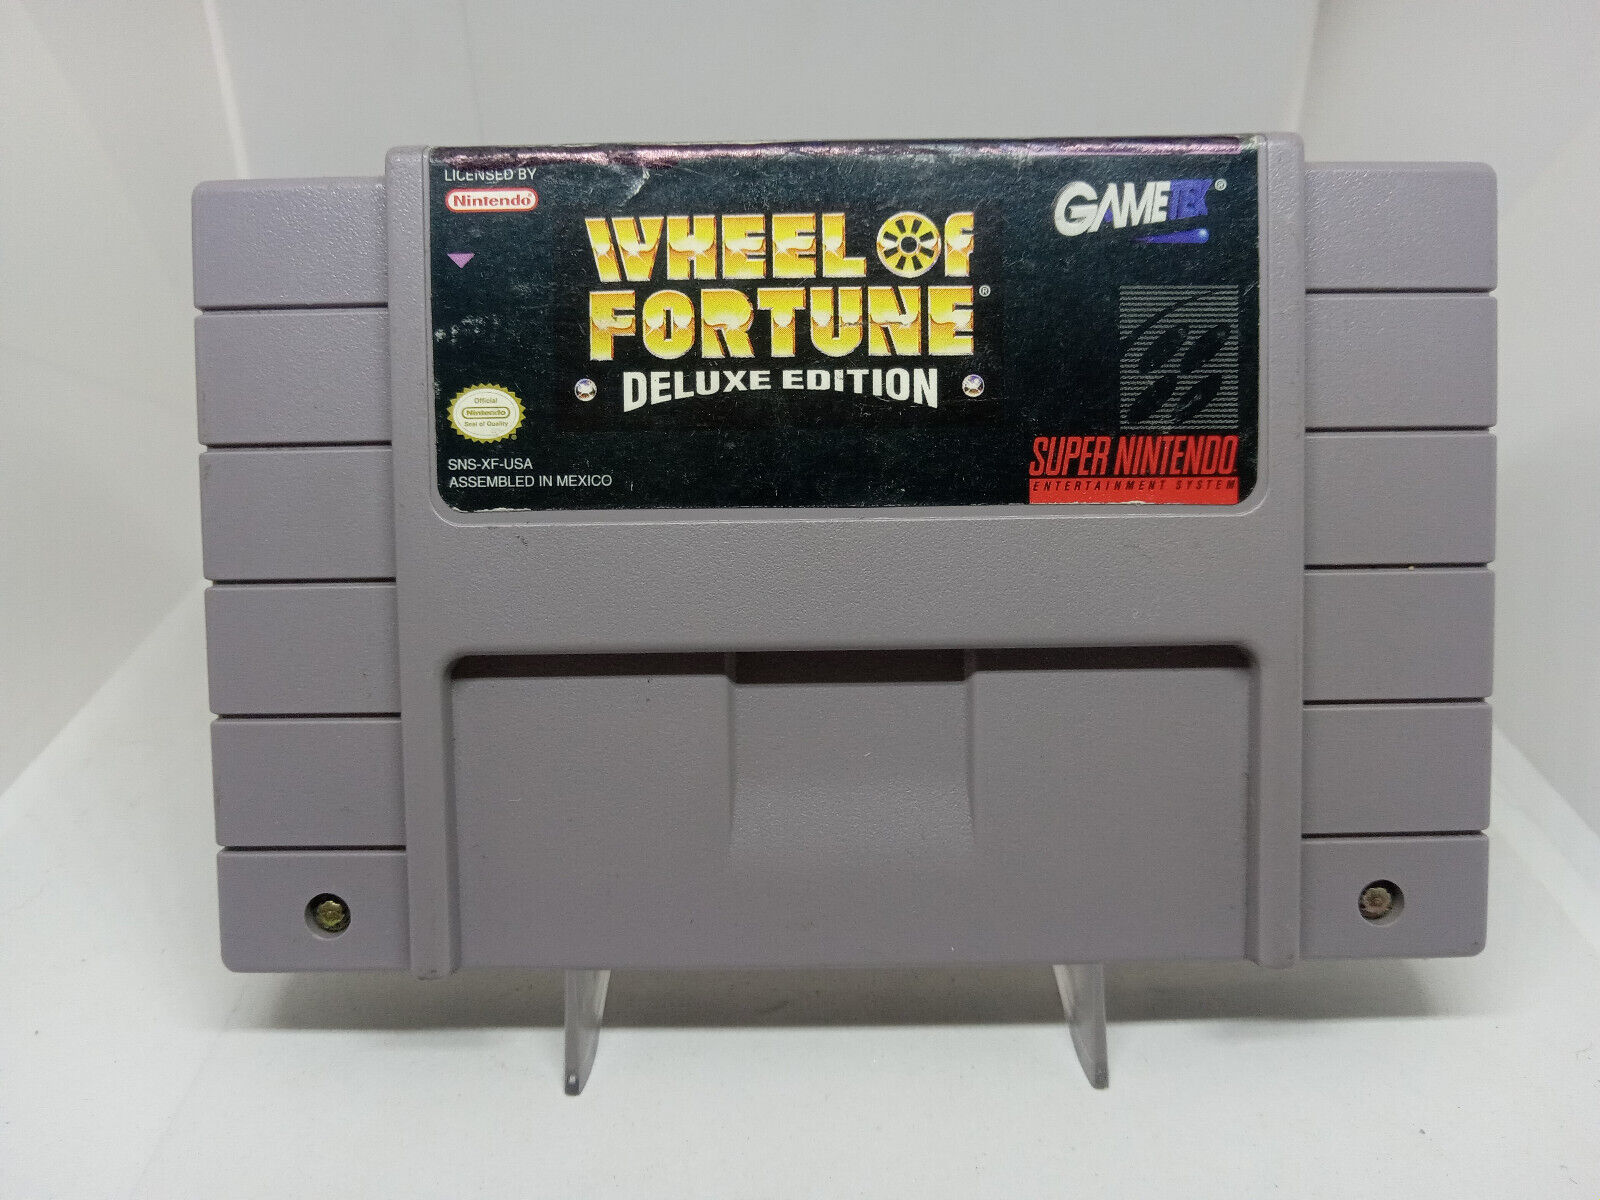 LICENSED BY
Nintendo
GAMETEK®
WHEEL OF
FORTUNE®
DELUXE EDITION
Official
Nintendo
Seal of Quality
SNS-XF-USA
ASSEMBLED IN MEXICO
SUPER NINTENDO
ENTERTAINMENT SYSTEM